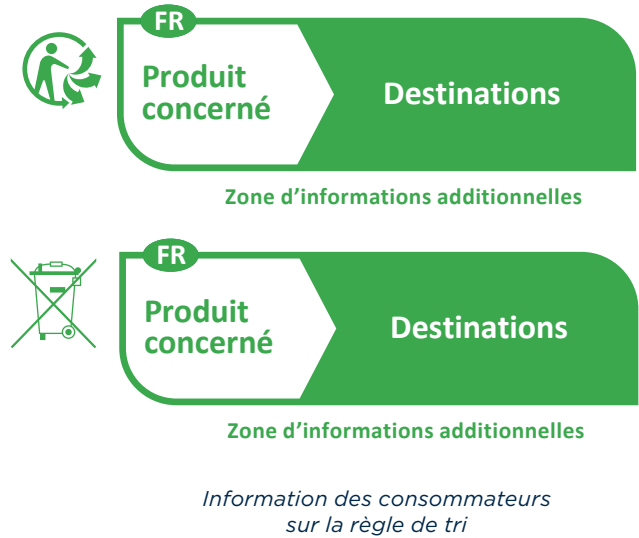 FR
Produit
concerné
Destinations
Zone d’informations additionnelles
FR
Produit
concerné
Destinations
Zone d’informations additionnelles
Information des consommateurs
sur la règle de tri